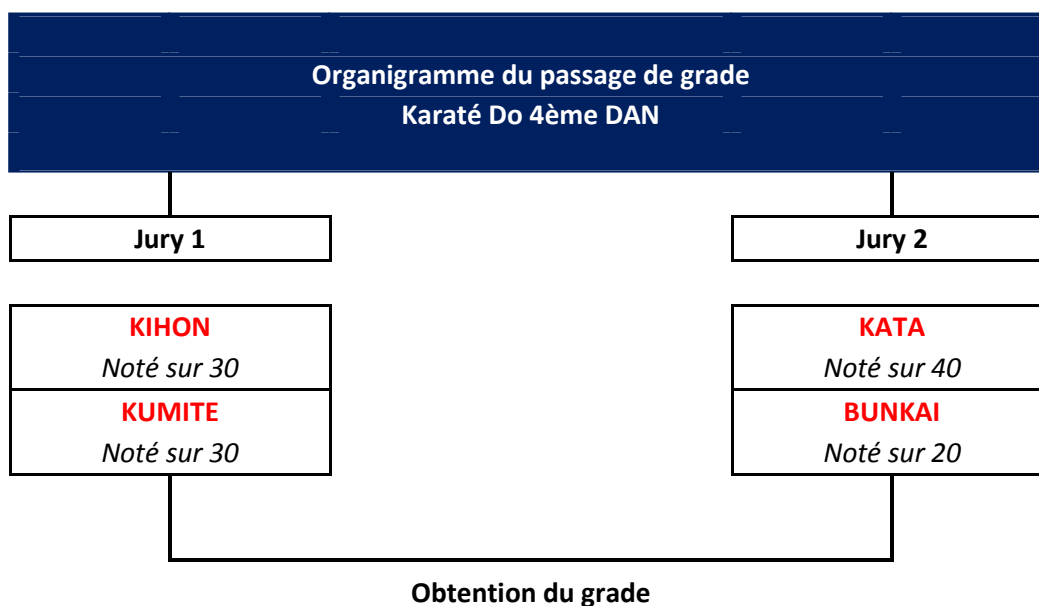 Organigramme du passage de grade
Karaté Do 4ème DAN
Jury 1
Jury 2
KIHON
Noté sur 30
KUMITE
Noté sur 30
KATA
Noté sur 40
BUNKAI
Noté sur 20
Obtention du grade